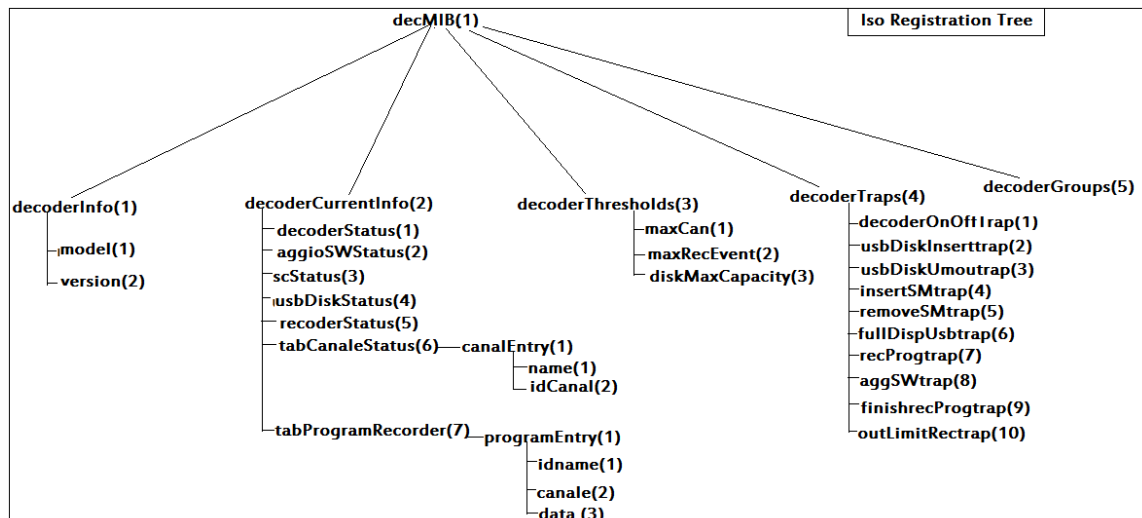 decMIB(1)
Iso Registration Tree
decoderInfo(1)
model(1)
version(2)
decoderCurrentInfo(2)
decoderStatus(1)
aggioSWStatus(2)
scStatus(3)
usbDiskStatus(4)
recoderStatus(5)
tabCanaleStatus(6)
canalEntry(1)
name(1)
idCanal(2)
tabProgramRecorder(7)
programEntry(1)
idname(1)
canale(2)
data (3)
decoderThresholds(3)
maxCan(1)
maxRecEvent(2)
diskMaxCapacity(3)
decoderTraps(4)
decoderOnOfftrap(1)
usbDiskInserttrap(2)
usbDiskUmoutrap(3)
insertSMtrap(4)
removeSMtrap(5)
fullDispUsbtrap(6)
recProgtrap(7)
aggSWtrap(8)
finishrecProgtrap(9)
outLimitRectrap(10)
decoderGroups(5)